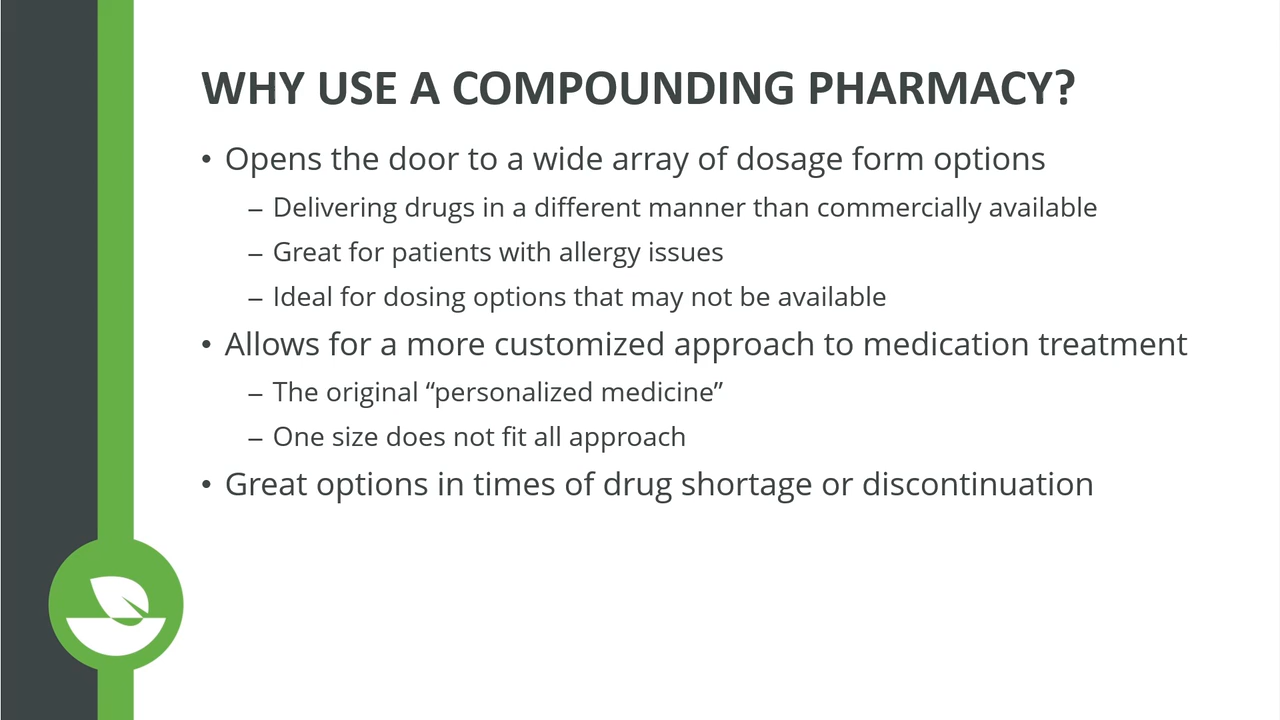 WHY USE A COMPOUNDING PHARMACY?
• Opens the door to a wide array of dosage form options
– Delivering drugs in a different manner than commercially available
– Great for patients with allergy issues
– Ideal for dosing options that may not be available
• Allows for a more customized approach to medication treatment
– The original “personalized medicine”
– One size does not fit all approach
• Great options in times of drug shortage or discontinuation